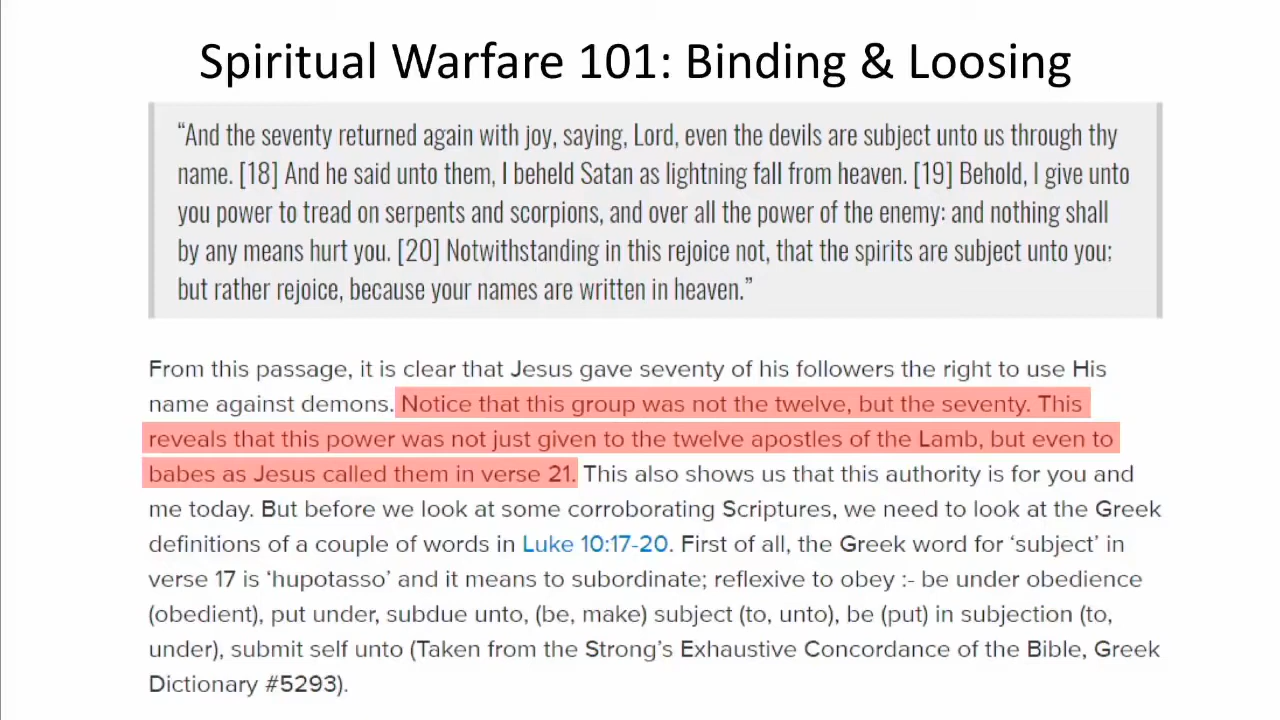 Spiritual Warfare 101: Binding & Loosing
“And the seventy returned again with joy, saying, Lord, even the devils are subject unto us through thy
name. [18] And he said unto them, I beheld Satan as lightning fall from heaven. [19] Behold, I give unto
you power to tread on serpents and scorpions, and over all the power of the enemy: and nothing shall
by any means hurt you. [20] Notwithstanding in this rejoice not, that the spirits are subject unto you;
but rather rejoice, because your names are written in heaven.”
From this passage, it is clear that Jesus gave seventy of his followers the right to use His
name against demons. Notice that this group was not the twelve, but the seventy. This
reveals that this power was not just given to the twelve apostles of the Lamb, but even to
babes as Jesus called them in verse 21. This also shows us that this authority is for you and
me today. But before we look at some corroborating Scriptures, we need to look at the Greek
definitions of a couple of words in Luke 10:17-20. First of all, the Greek word for ‘subject’ in
verse 17 is ‘hupotasso’ and it means to subordinate; reflexive to obey :- be under obedience
(obedient), put under, subdue unto, (be, make) subject (to, unto), be (put) in subjection (to,
under), submit self unto (Taken from the Strong’s Exhaustive Concordance of the Bible, Greek
Dictionary #5293).